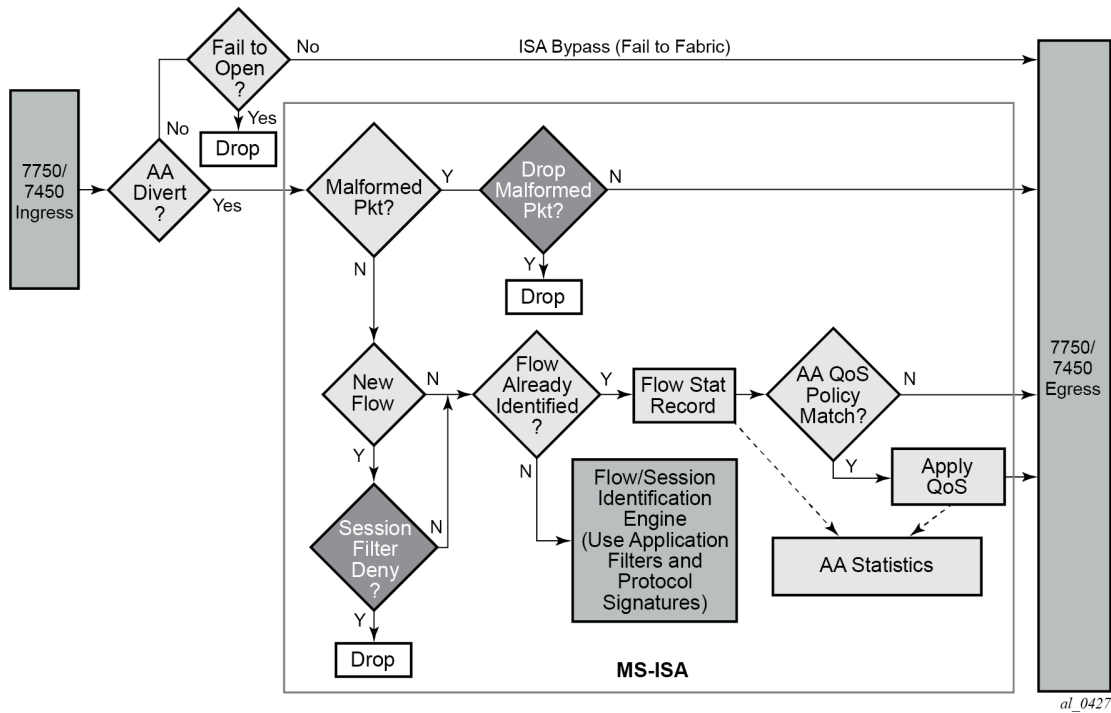 Fail to
Open
?
No
ISA Bypass (Fail to Fabric)
Yes
Drop
No
7750/
7450
Ingress
AA
Divert
?
Yes
Malformed
Pkt?
Y
Drop
Malformed
Pkt?
N
N
Y
Drop
New
Flow
N
Flow
Already
Identified
?
Y
Flow Stat
Record
AA QoS
Policy
Match?
N
7750/
7450
Egress
Y
Y
Apply
QoS
N
Session
Filter
Deny
?
N
Flow/Session
Identification
Engine
(Use Application
Filters and
Protocol
Signatures)
AA Statistics
Y
Drop
MS-ISA
al_0427